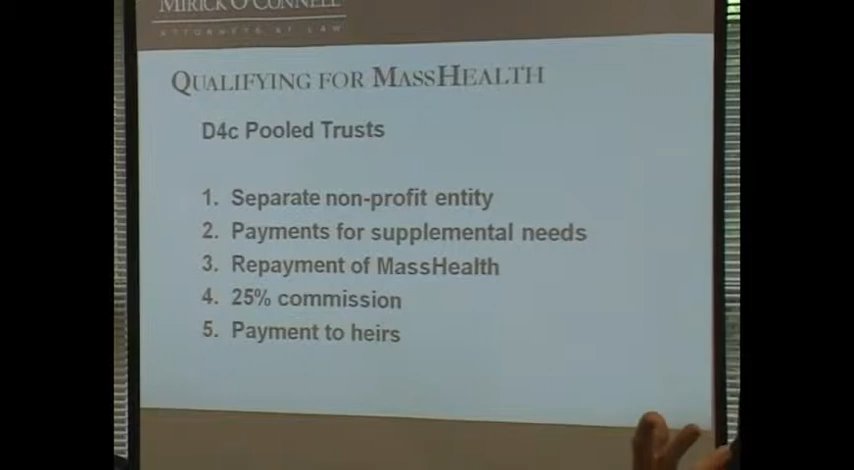 MIRICK O'CONNELL
ATTORNEYS AT LAW
QUALIFYING FOR MASSHEALTH
D4c Pooled Trusts
1. Separate non-profit entity
2. Payments for supplemental needs
3. Repayment of MassHealth
4. 25% commission
5. Payment to heirs